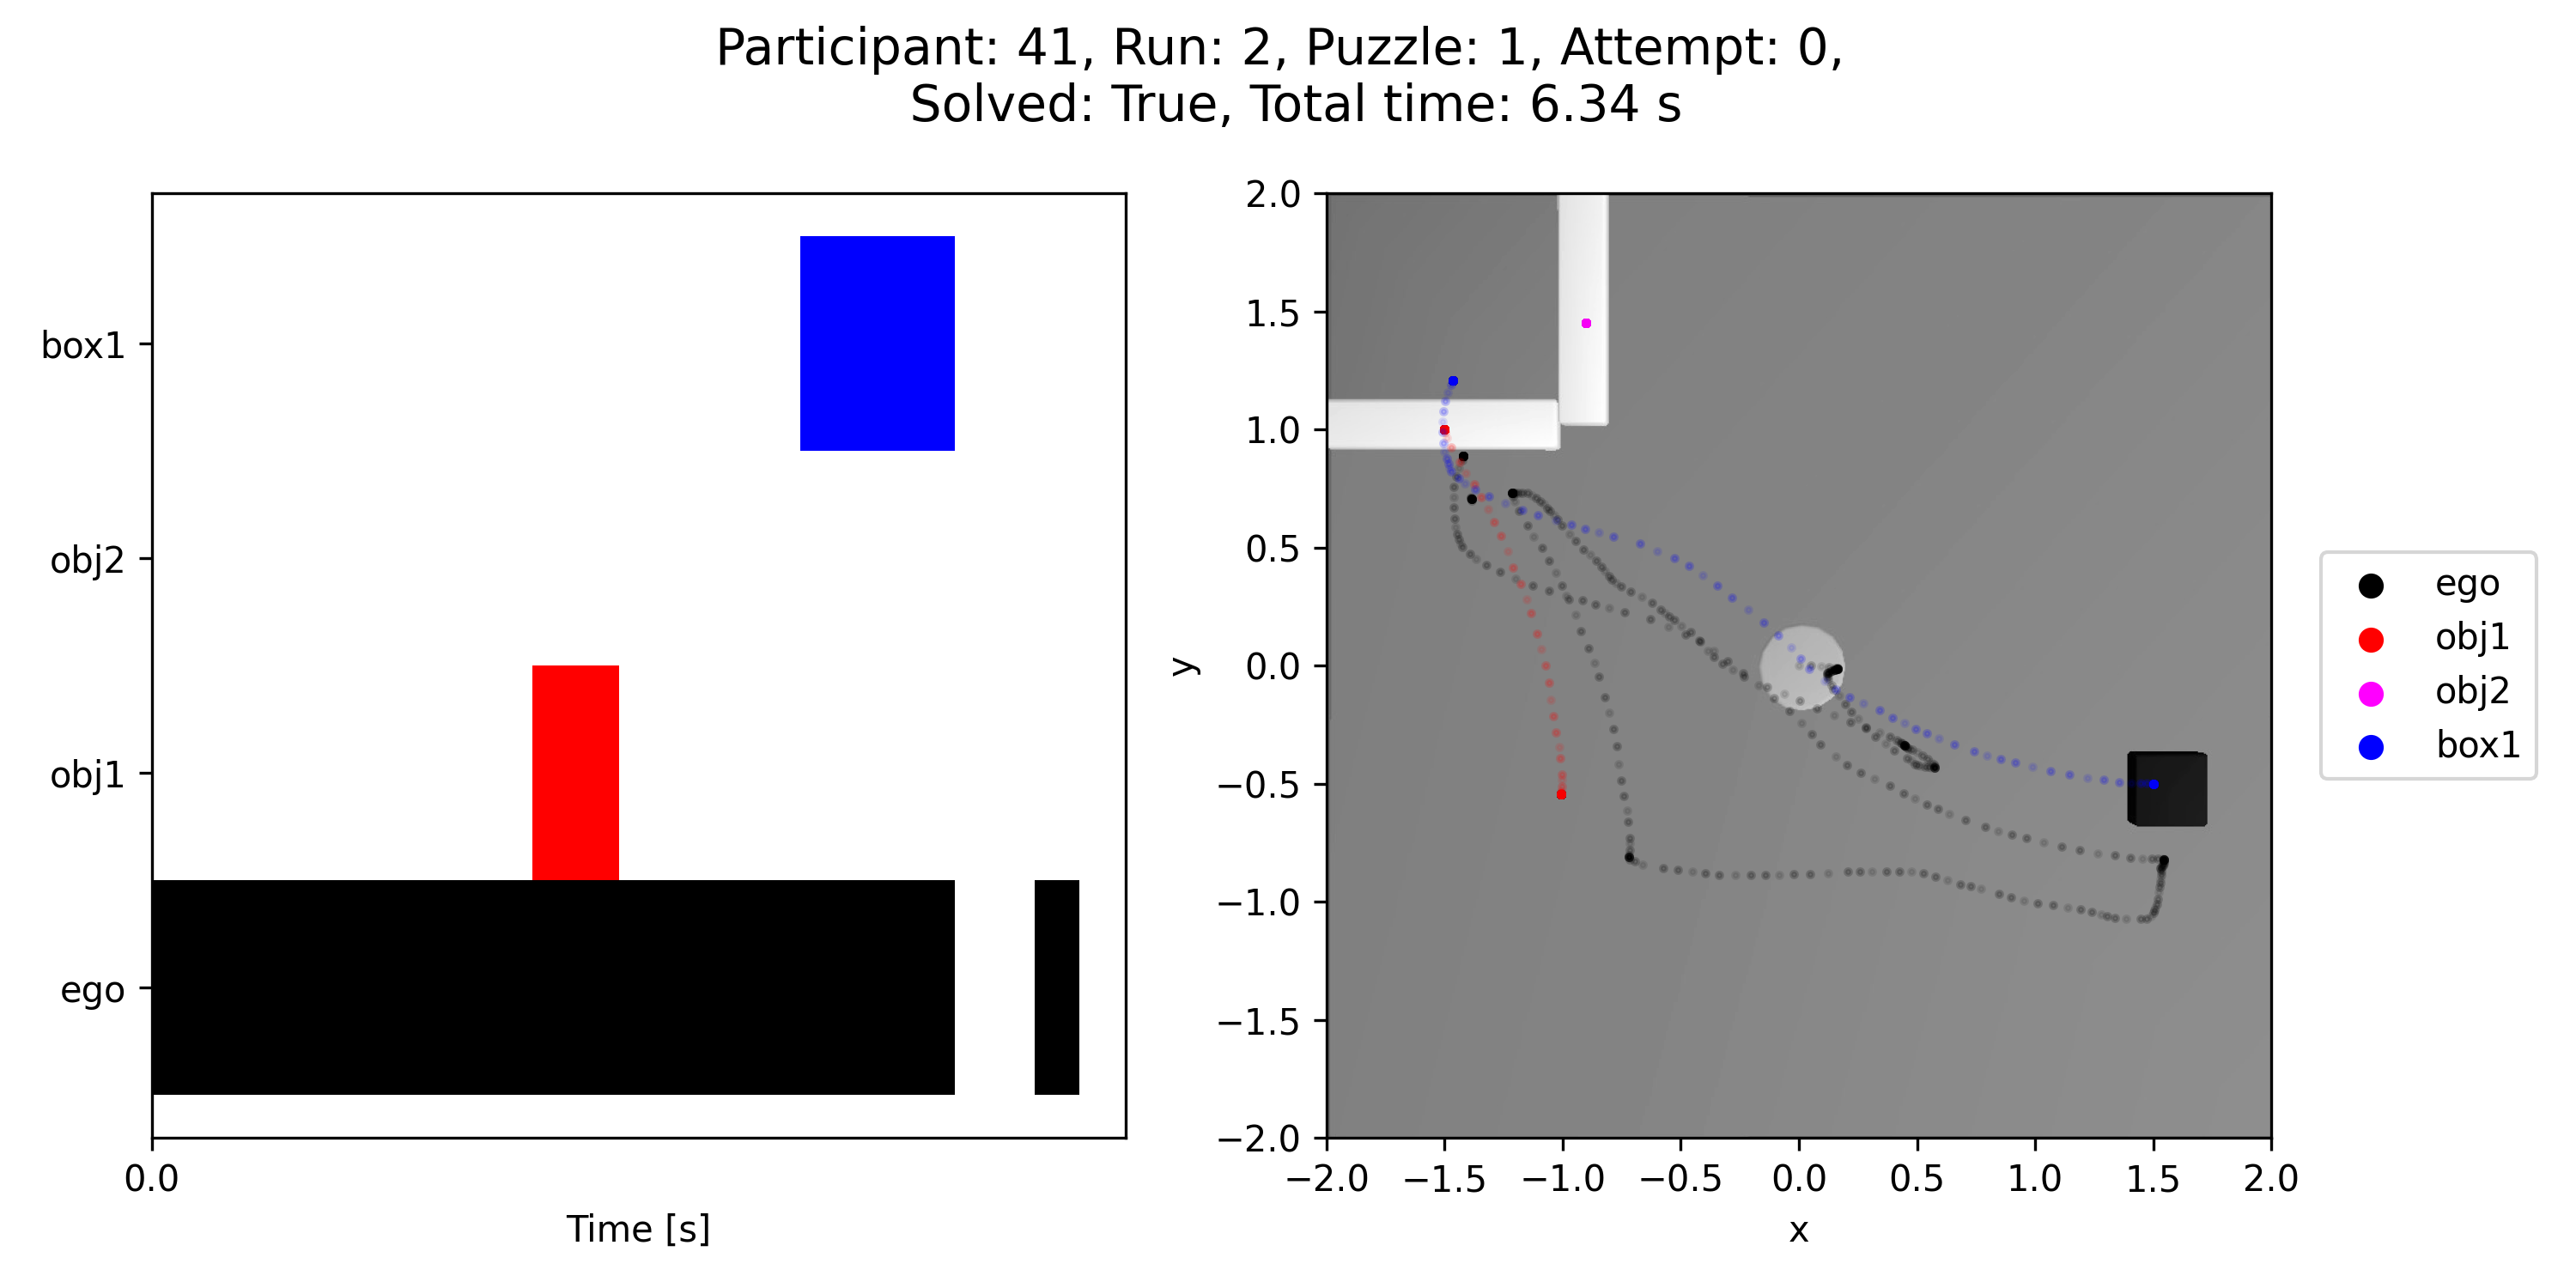 Participant: 41, Run: 2, Puzzle: 1, Attempt: 0,
Solved: True, Total time: 6.34 s
box1
obj2
obj1
ego
0.0
Time [s]
2.0
1.5
1.0
0.5
0.0
−0.5
−1.0
−1.5
−2.0
y
−2.0 −1.5 −1.0 −0.5 0.0 0.5 1.0 1.5 2.0
x
ego
obj1
obj2
box1